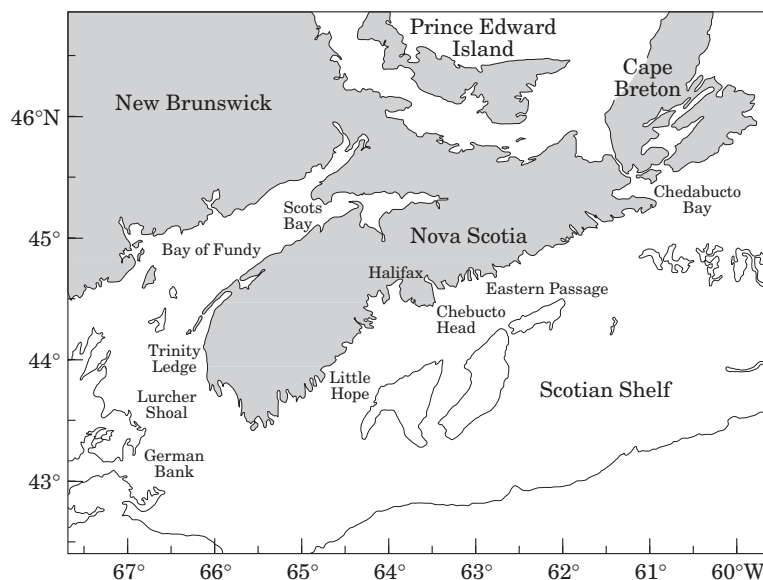 Prince Edward
Island
Cape
Breton
New Brunswick
46°N
Chedabucto
Bay
Scots
Bay
45°
Bay of Fundy
Nova Scotia
Halifax
Eastern Passage
Chebucto
Head
44°
Trinity
Ledge
Little
Hope
Scotian Shelf
Lurcher
Shoal
German
Bank
43°
67° 66° 65° 64° 63° 62° 61° 60°W